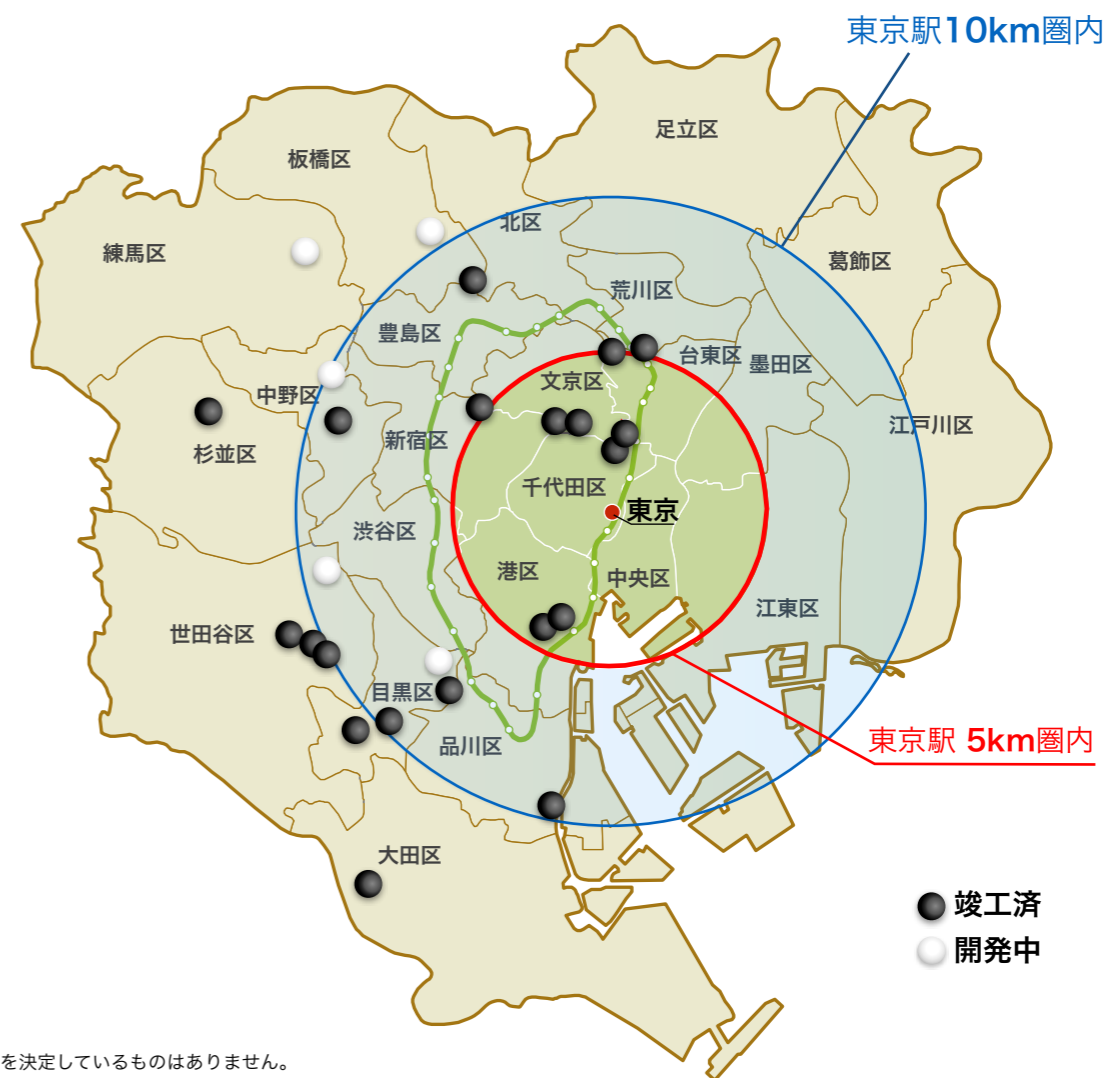 東京駅10km圏内
足立区
板橋区
北区
練馬区
葛飾区
荒川区
豊島区
台東区
墨田区
文京区
中野区
江戸川区
新宿区
杉並区
千代田区
東京
渋谷区
港区
中央区
江東区
世田谷区
目黒区
品川区
東京駅 5km圏内
大田区
竣工済
開発中
を決定しているものはありません。